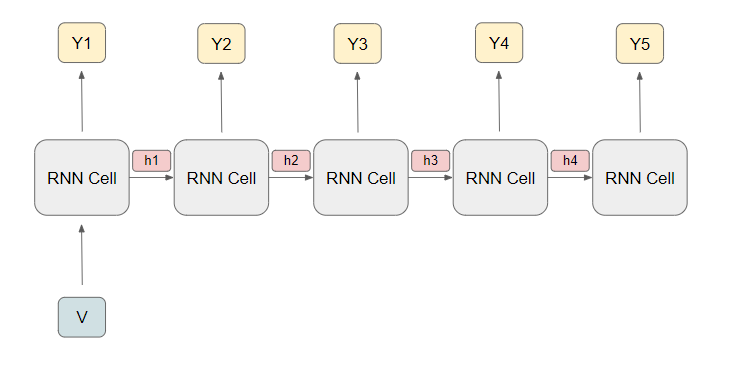 Y1
Y2
Y3
Y4
Y5
RNN Cell
h1
RNN Cell
h2
RNN Cell
h3
RNN Cell
h4
RNN Cell
V